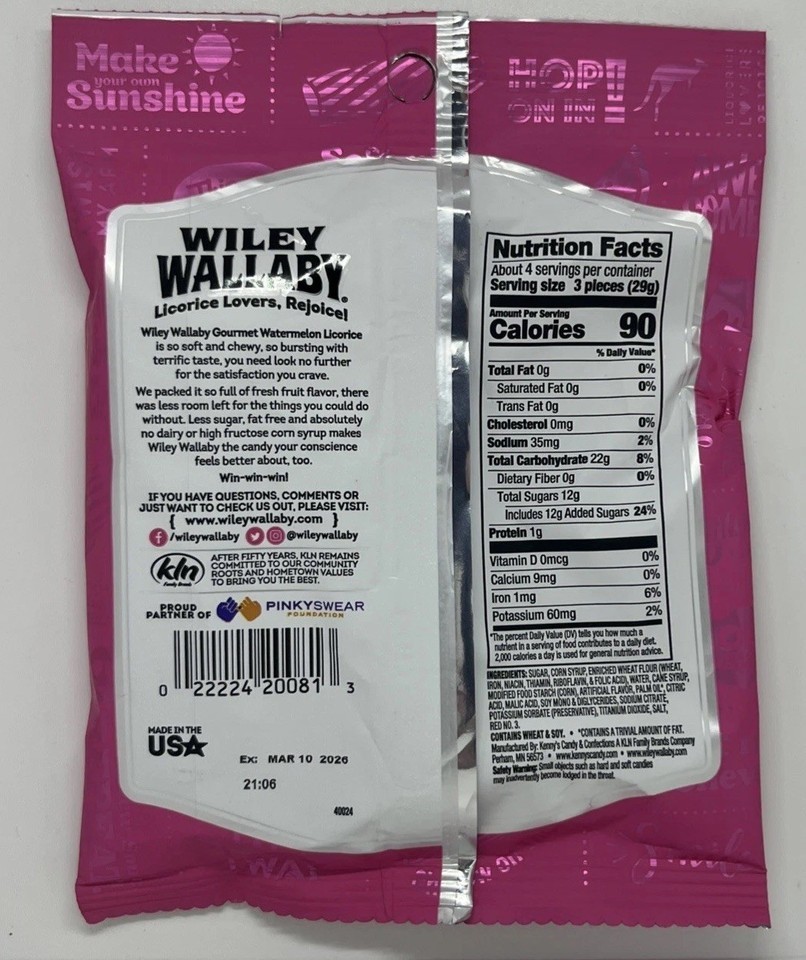 Make
your own
Sunshine
HOP
ON IN!
LICORICE
LOVERS
REJOICE
WILEY
WALLABY®
Licorice Lovers, Rejoice!
Wiley Wallaby Gourmet Watermelon Licorice
is so soft and chewy, so bursting with
terrific taste, you need look no further
for the satisfaction you crave.
We packed it so full of fresh fruit flavor, there
was less room left for the things you could do
without. Less sugar, fat free and absolutely
no dairy or high fructose corn syrup makes
Wiley Wallaby the candy your conscience
feels better about, too.
Win-win-win!
IF YOU HAVE QUESTIONS, COMMENTS OR
JUST WANT TO CHECK US OUT, PLEASE VISIT:
{ www.wileywallaby.com }
/wileywallaby @wileywallaby
kln
Family Brands
AFTER FIFTY YEARS, KLN REMAINS
COMMITTED TO OUR COMMUNITY
ROOTS AND HOMETOWN VALUES
TO BRING YOU THE BEST.
PROUD
PARTNER OF
PINKYSWEAR
FOUNDATION
0 22224 20081 3
MADE IN THE
USA
Ex: MAR 10 2026
21:06
40024
Nutrition Facts
About 4 servings per container
Serving size 3 pieces (29g)
Amount Per Serving
Calories 90
% Daily Value*
Total Fat 0g 0%
Saturated Fat 0g 0%
Trans Fat 0g
Cholesterol 0mg 0%
Sodium 35mg 2%
Total Carbohydrate 22g 8%
Dietary Fiber 0g 0%
Total Sugars 12g
Includes 12g Added Sugars 24%
Protein 1g
Vitamin D 0mcg 0%
Calcium 9mg 0%
Iron 1mg 6%
Potassium 60mg 2%
*The percent Daily Value (DV) tells you how much a
nutrient in a serving of food contributes to a daily diet.
2,000 calories a day is used for general nutrition advice.
INGREDIENTS: SUGAR, CORN SYRUP, ENRICHED WHEAT FLOUR (WHEAT,
IRON, NIACIN, THIAMIN, RIBOFLAVIN, & FOLIC ACID), WATER, CANE SYRUP,
MODIFIED FOOD STARCH (CORN), ARTIFICIAL FLAVOR, PALM OIL*, CITRIC
ACID, MALIC ACID, SOY MONO & DIGLYCERIDES, SODIUM CITRATE,
POTASSIUM SORBATE (PRESERVATIVE), TITANIUM DIOXIDE, SALT,
RED NO. 3.
CONTAINS WHEAT & SOY. • *CONTAINS A TRIVIAL AMOUNT OF FAT.
Manufactured By: Kenny's Candy & Confections A KLN Family Brands Company
Perham, MN 56573 • www.kennyscandy.com • www.wileywallaby.com
Safety Warning: Small objects such as hard and soft candies
may inadvertently become lodged in the throat.